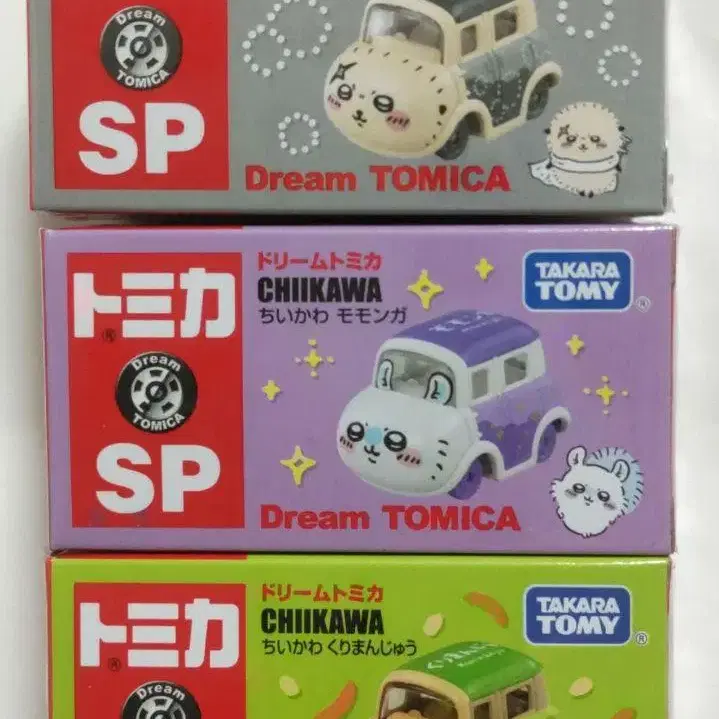 Dream
TOMICA
SP
Dream TOMICA
トミカ®
Dream
TOMICA
SP
ドリームトミカ
CHIIKAWA
ちいかわ モモンガ
TAKARA
TOMY®
Dream TOMICA
トミカ®
Dream
ドリームトミカ
CHIIKAWA
ちいかわ くりまんじゅう
TAKARA
TOMY®